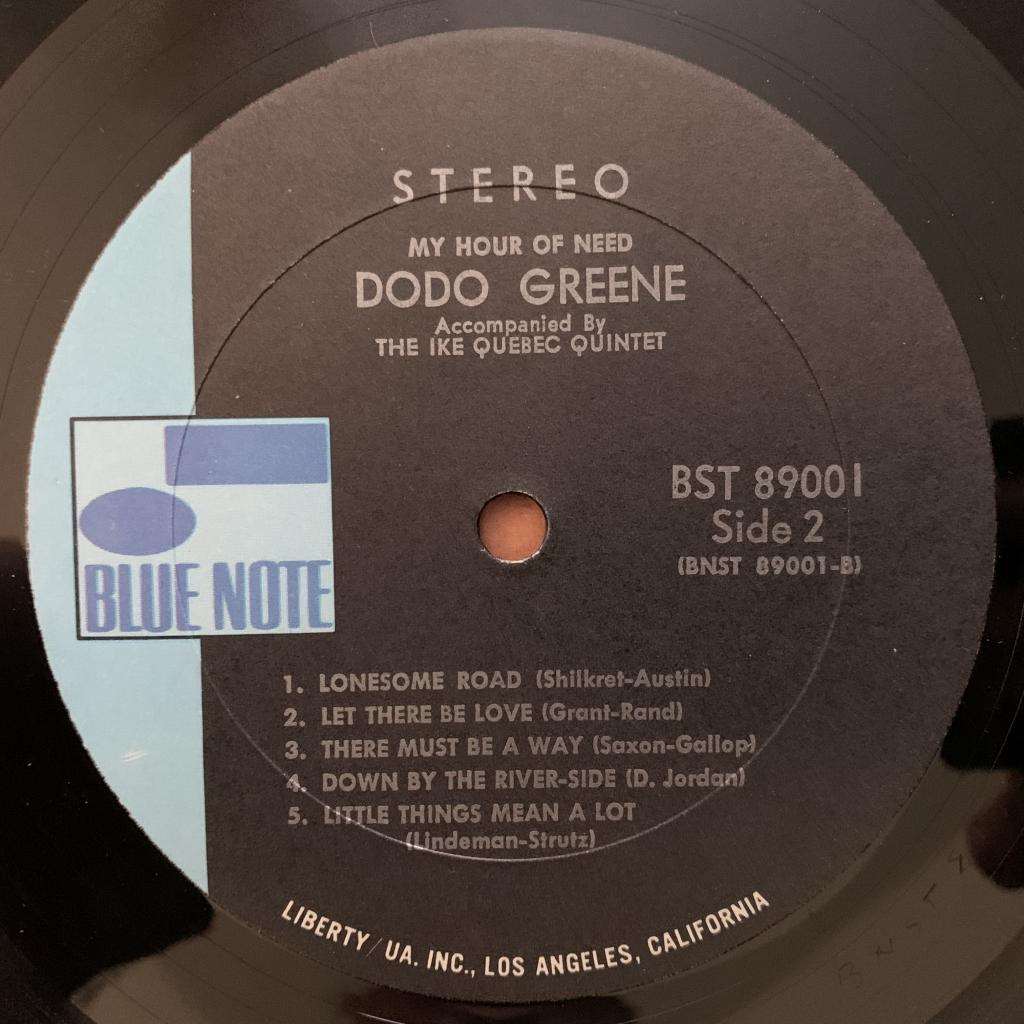 STEREO
MY HOUR OF NEED
DODO GREENE
Accompanied By
THE IKE QUEBEC QUINTET
BLUE NOTE
BST 89001
Side 2
(BNST 89001-B)
1. LONESOME ROAD (Shilkret-Austin)
2. LET THERE BE LOVE (Grant-Rand)
3. THERE MUST BE A WAY (Saxon-Gallop)
4. DOWN BY THE RIVER-SIDE (D. Jordan)
5. LITTLE THINGS MEAN A LOT
(Lindeman-Strutz)
LIBERTY/UA. INC., LOS ANGELES, CALIFORNIA
BNST